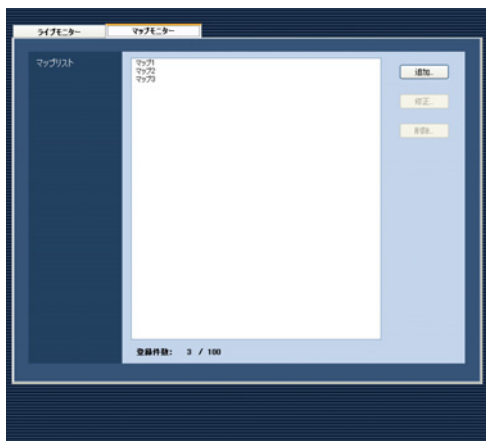 ライブモニター
マップモニター
マップリスト
マップ1
マップ2
マップ3
追加...
修正...
削除...
登録件数: 3 / 100